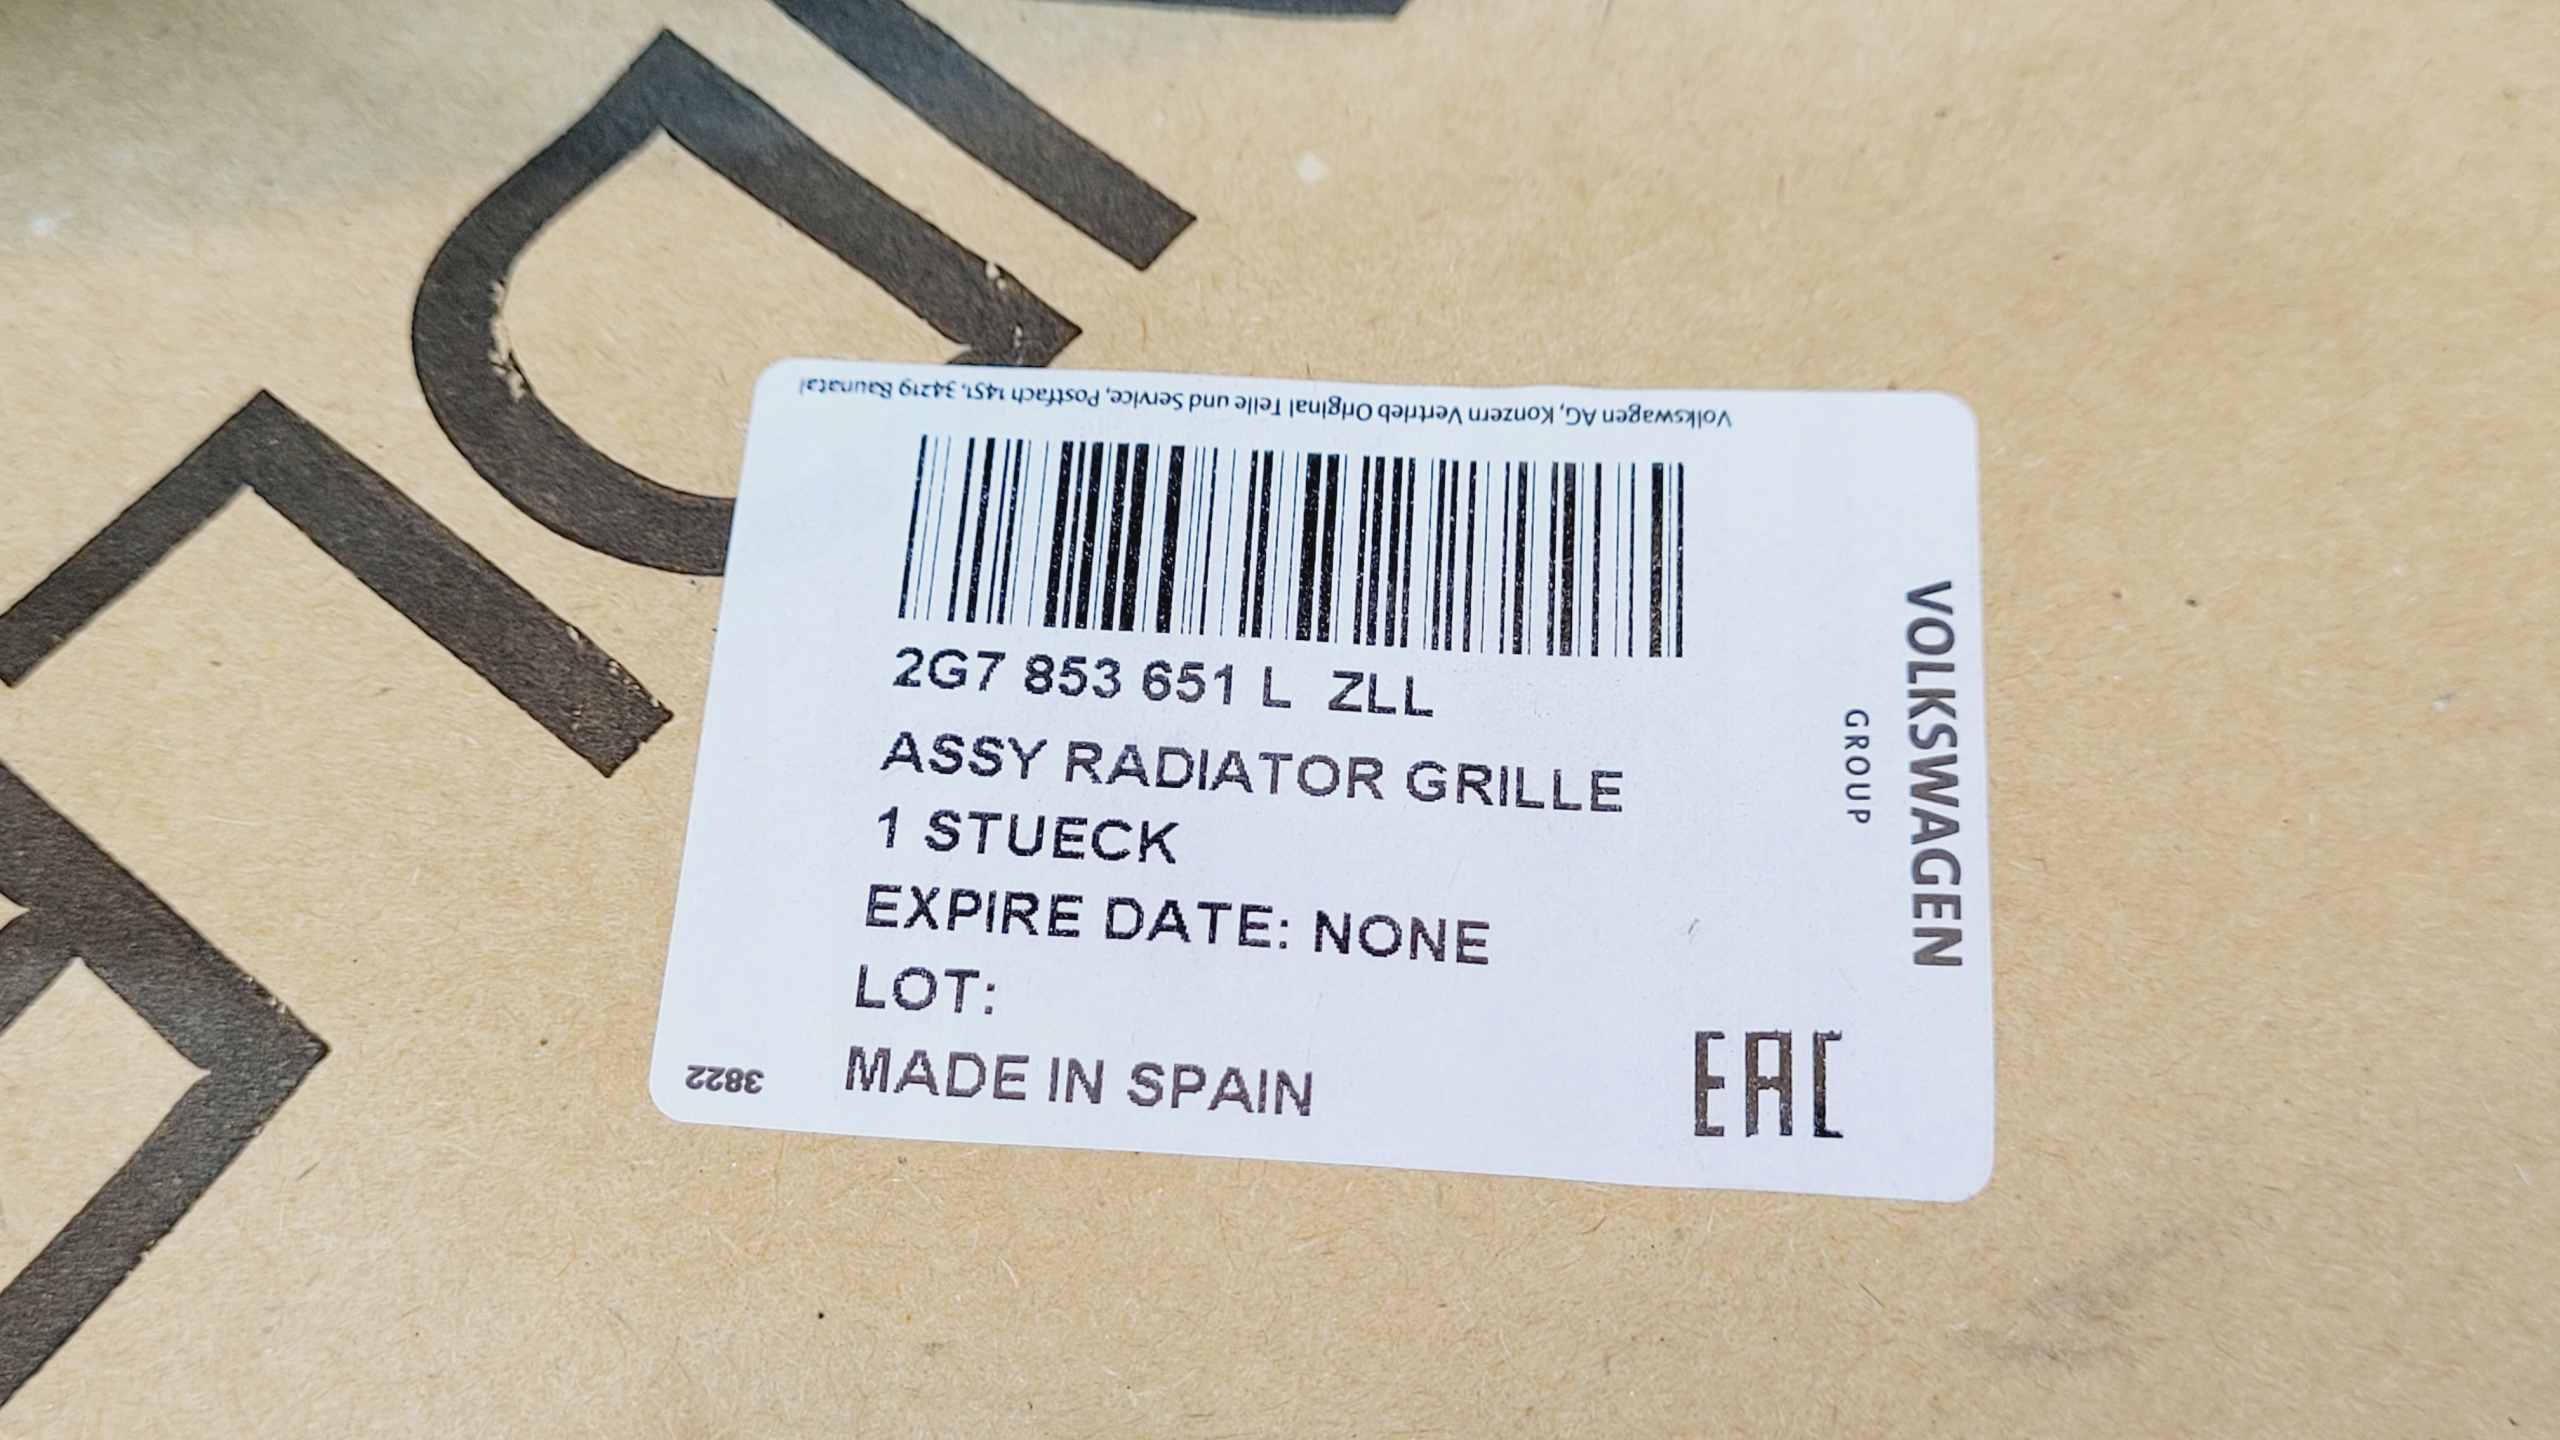 Volkswagen AG, Konzern Vertrieb Original Teile und Service, Postfach 1451, 34219 Baunatal
2G7 853 651 L ZLL
ASSY RADIATOR GRILLE
1 STUECK
EXPIRE DATE: NONE
LOT:
MADE IN SPAIN
3822
EAC
VOLKSWAGEN
GROUP